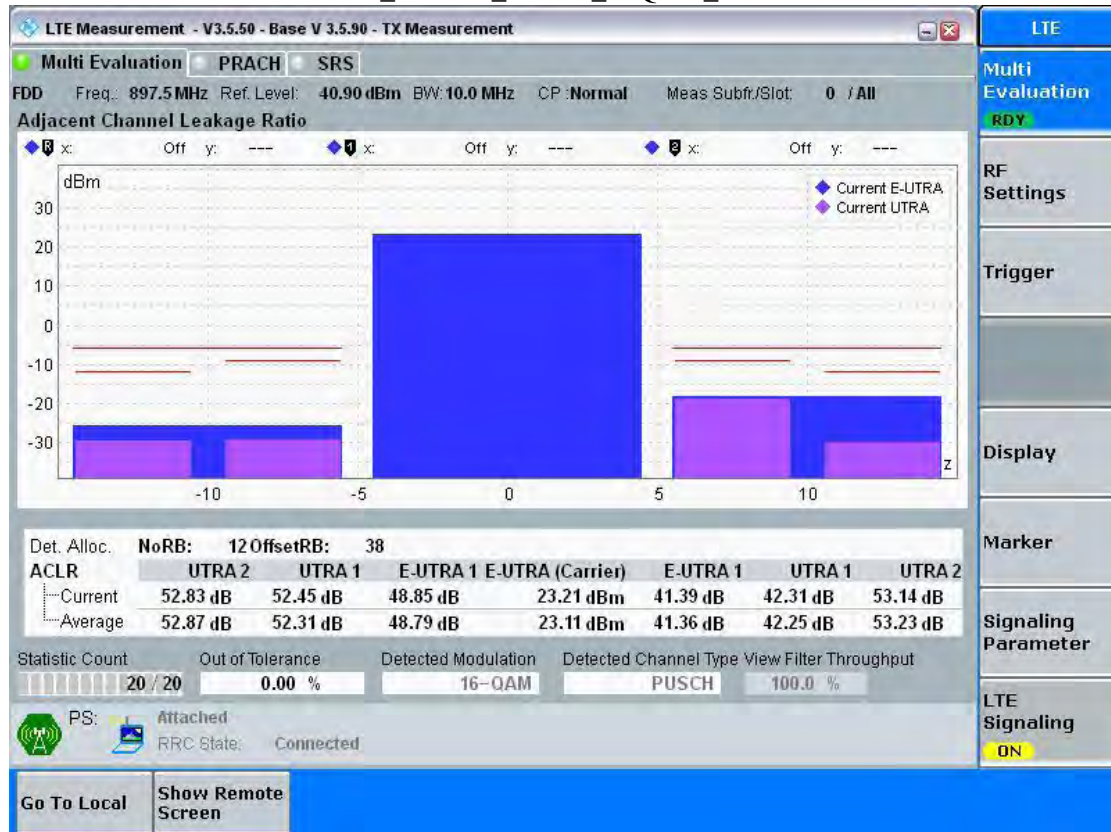 LTE Measurement - V3.5.50 - Base V 3.5.90 - TX Measurement
LTE
Multi Evaluation PRACH SRS
FDD Freq.: 897.5 MHz Ref. Level: 40.90 dBm BW: 10.0 MHz CP :Normal Meas Subfr./Slot: 0 / All
Adjacent Channel Leakage Ratio
R x: Off y: --- 1 x: Off y: --- 2 x: Off y: ---
dBm
Current E-UTRA
Current UTRA
30
20
10
0
-10
-20
-30
z
-10 -5 0 5 10
Det. Alloc. NoRB: 12 OffsetRB: 38
ACLR UTRA 2 UTRA 1 E-UTRA 1 E-UTRA (Carrier) E-UTRA 1 UTRA 1 UTRA 2
Current 52.83 dB 52.45 dB 48.85 dB 23.21 dBm 41.39 dB 42.31 dB 53.14 dB
Average 52.87 dB 52.31 dB 48.79 dB 23.11 dBm 41.36 dB 42.25 dB 53.23 dB
Statistic Count Out of Tolerance Detected Modulation Detected Channel Type View Filter Throughput
20 / 20 0.00 % 16-QAM PUSCH 100.0 %
PS: Attached
RRC State: Connected
Go To Local
Show Remote
Screen
Multi
Evaluation
RDY
RF
Settings
Trigger
Display
Marker
Signaling
Parameter
LTE
Signaling
ON